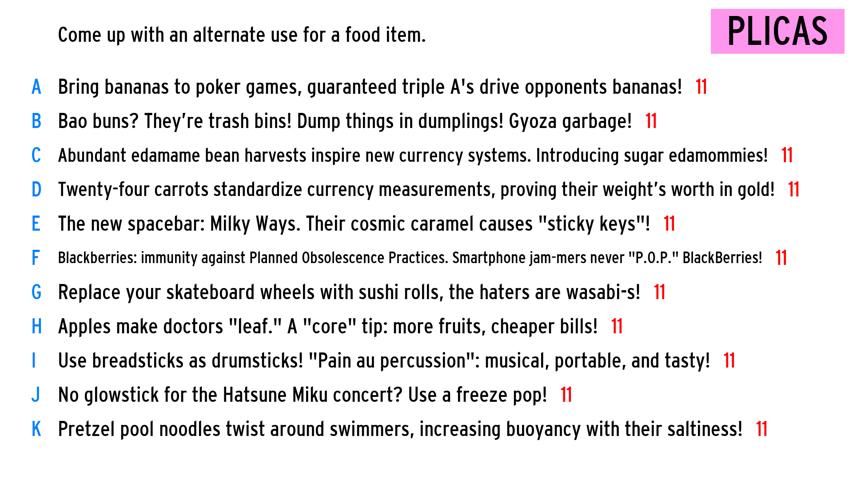 Come up with an alternate use for a food item.
PLICAS
A Bring bananas to poker games, guaranteed triple A's drive opponents bananas! 11
B Bao buns? They're trash bins! Dump things in dumplings! Gyoza garbage! 11
C Abundant edamame bean harvests inspire new currency systems. Introducing sugar edamommies! 11
D Twenty-four carrots standardize currency measurements, proving their weight's worth in gold! 11
E The new spacebar: Milky Ways. Their cosmic caramel causes "sticky keys"! 11
F Blackberries: immunity against Planned Obsolescence Practices. Smartphone jam-mers never "P.O.P." BlackBerries! 11
G Replace your skateboard wheels with sushi rolls, the haters are wasabi-s! 11
H Apples make doctors "leaf." A "core" tip: more fruits, cheaper bills! 11
I Use breadsticks as drumsticks! "Pain au percussion": musical, portable, and tasty! 11
J No glowstick for the Hatsune Miku concert? Use a freeze pop! 11
K Pretzel pool noodles twist around swimmers, increasing buoyancy with their saltiness! 11